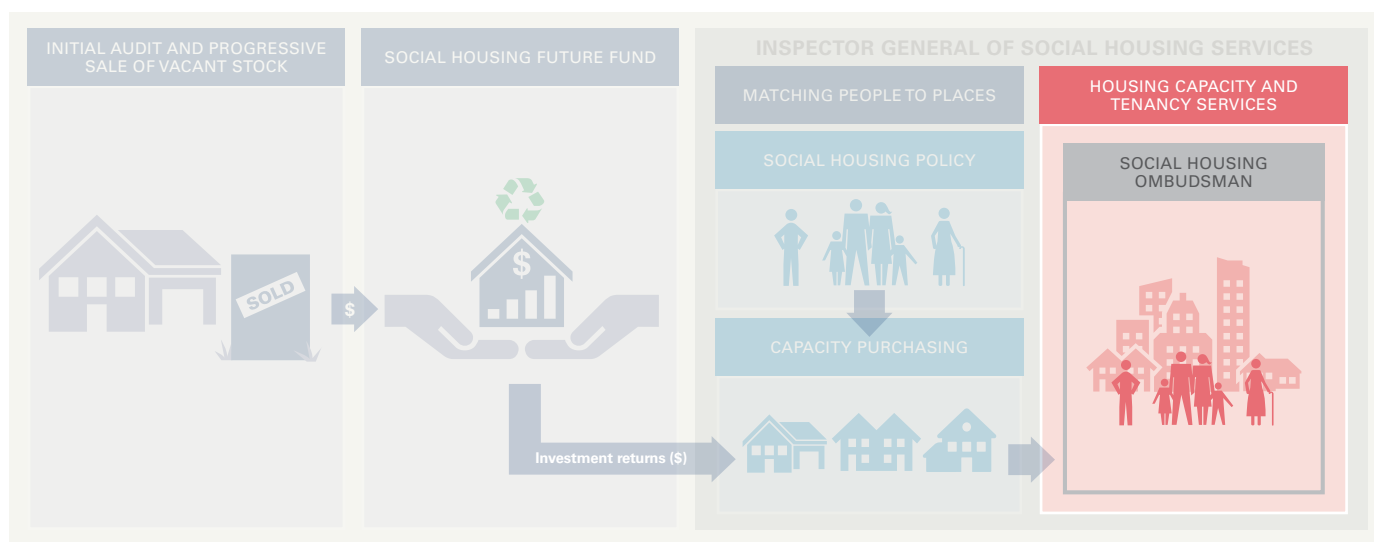 INITIAL AUDIT AND PROGRESSIVE
SALE OF VACANT STOCK
SOLD
$
SOCIAL HOUSING FUTURE FUND
$
Investment returns ($)
INSPECTOR GENERAL OF SOCIAL HOUSING SERVICES
MATCHING PEOPLE TO PLACES
SOCIAL HOUSING POLICY
CAPACITY PURCHASING
HOUSING CAPACITY AND
TENANCY SERVICES
SOCIAL HOUSING
OMBUDSMAN